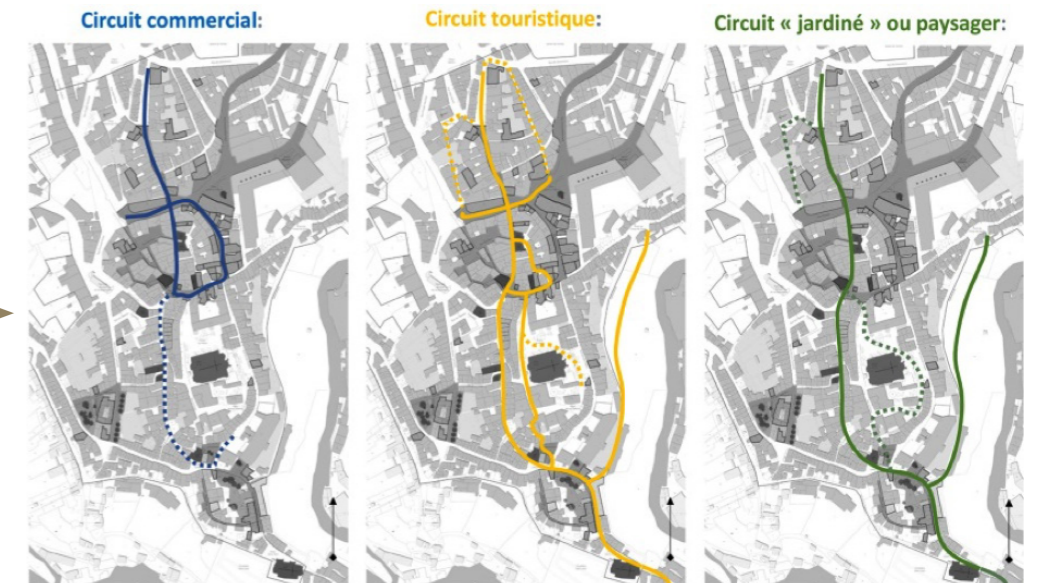 Circuit commercial:
Circuit touristique:
Circuit « jardiné » ou paysager: